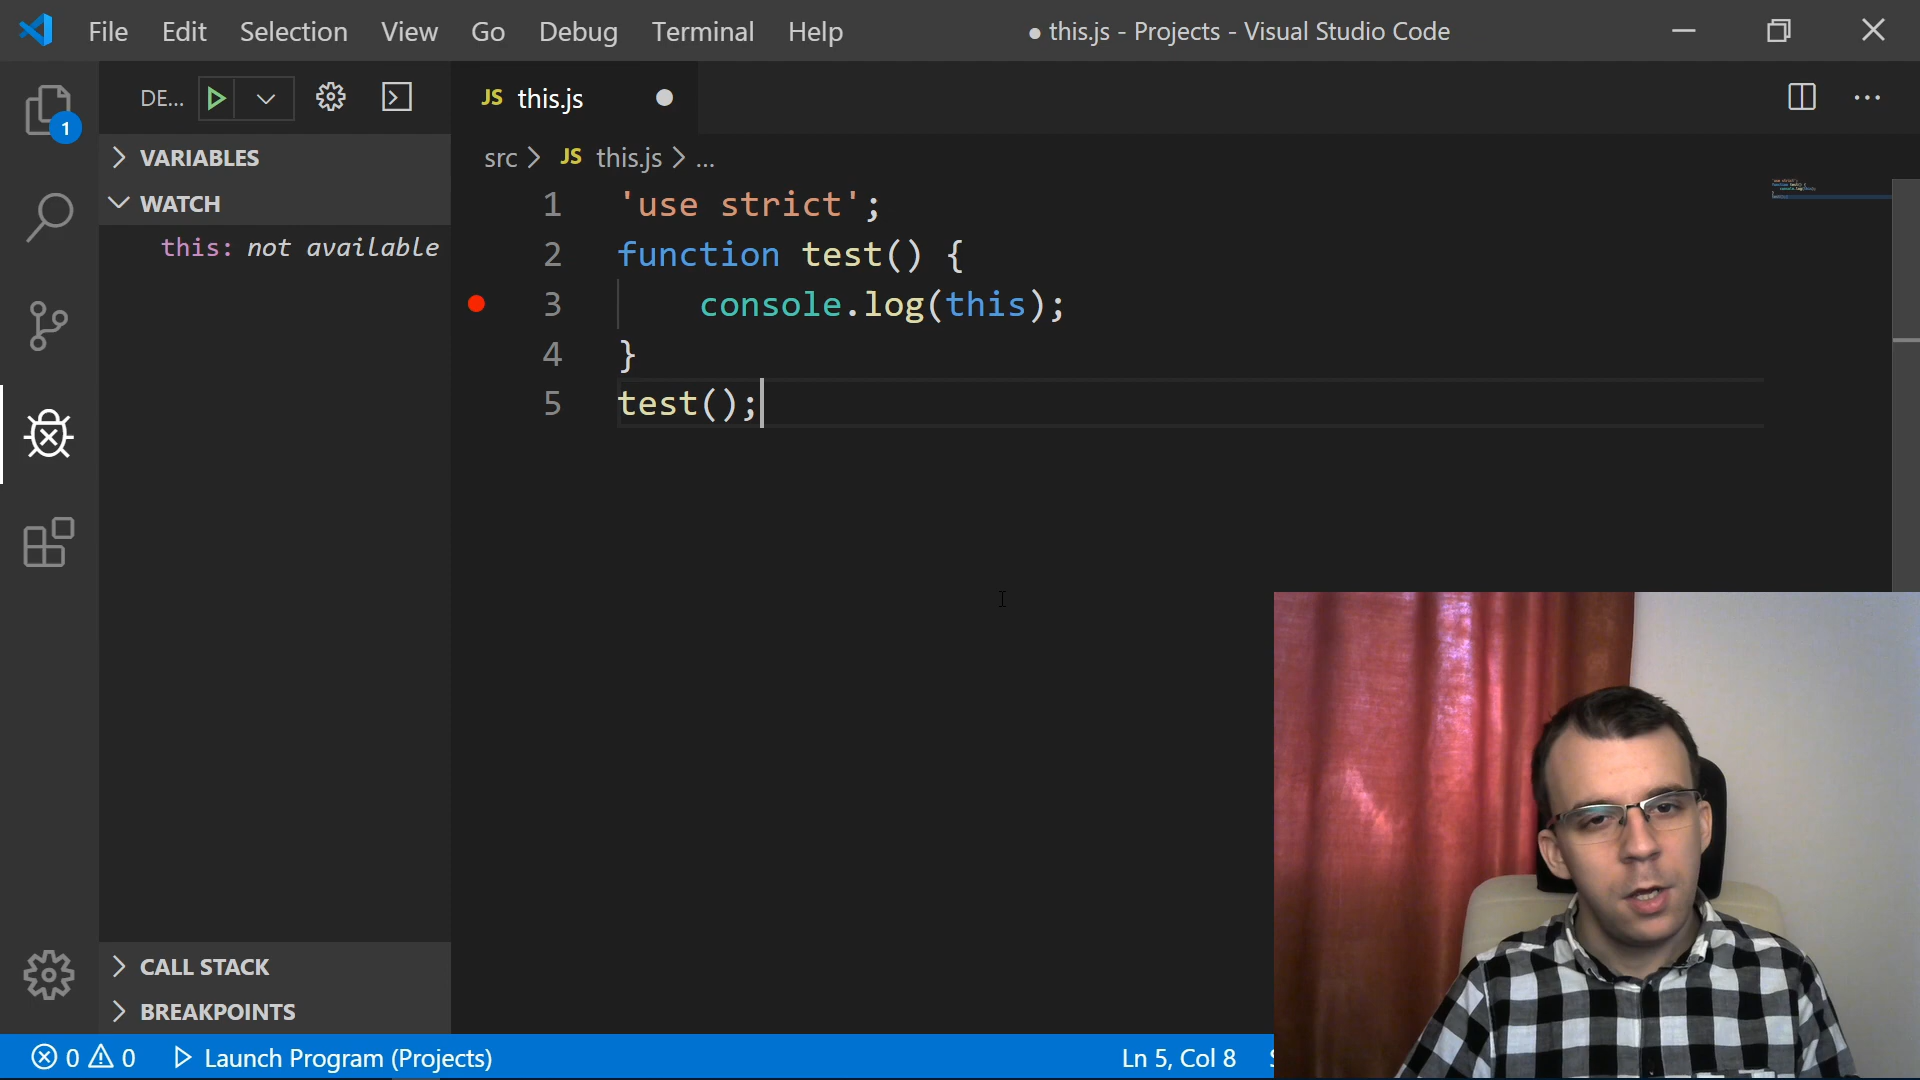 File Edit Selection View Go Debug Terminal Help ● this.js - Projects - Visual Studio Code
DE...
JS this.js
1
VARIABLES
src > JS this.js > ...
WATCH
this: not available
1 'use strict';
2 function test() {
3 console.log(this);
4 }
5 test();
CALL STACK
BREAKPOINTS
0 0 Launch Program (Projects) Ln 5, Col 8